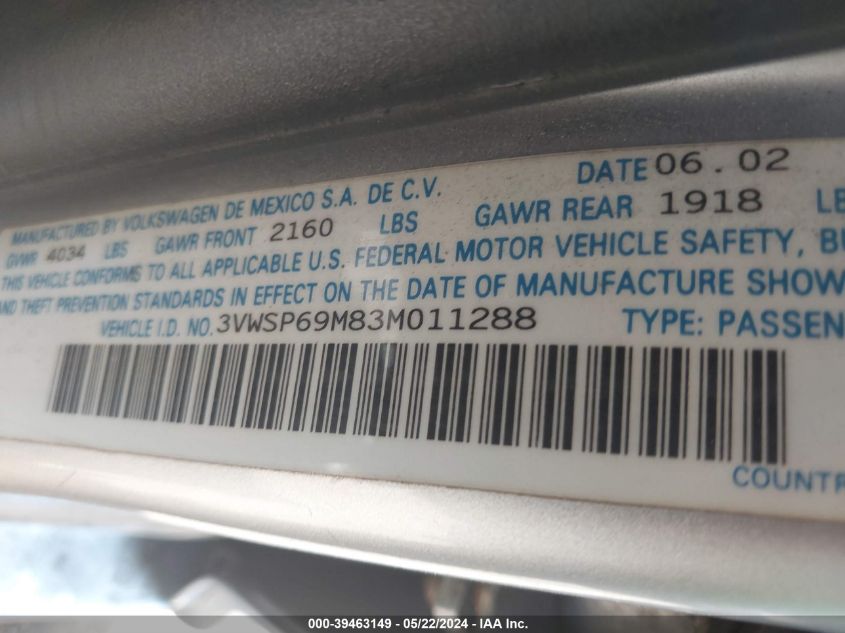 MANUFACTURED BY VOLKSWAGEN DE MEXICO S.A. DE C.V. DATE 06.02
GVWR 4034 LBS GAWR FRONT 2160 LBS GAWR REAR 1918 LB
THIS VEHICLE CONFORMS TO ALL APPLICABLE U.S. FEDERAL MOTOR VEHICLE SAFETY, BU
AND THEFT PREVENTION STANDARDS IN EFFECT ON THE DATE OF MANUFACTURE SHOW
VEHICLE I.D. NO. 3VWSP69M83M011288 TYPE: PASSEN
COUNTR
000-39463149 - 05/22/2024 - IAA Inc.